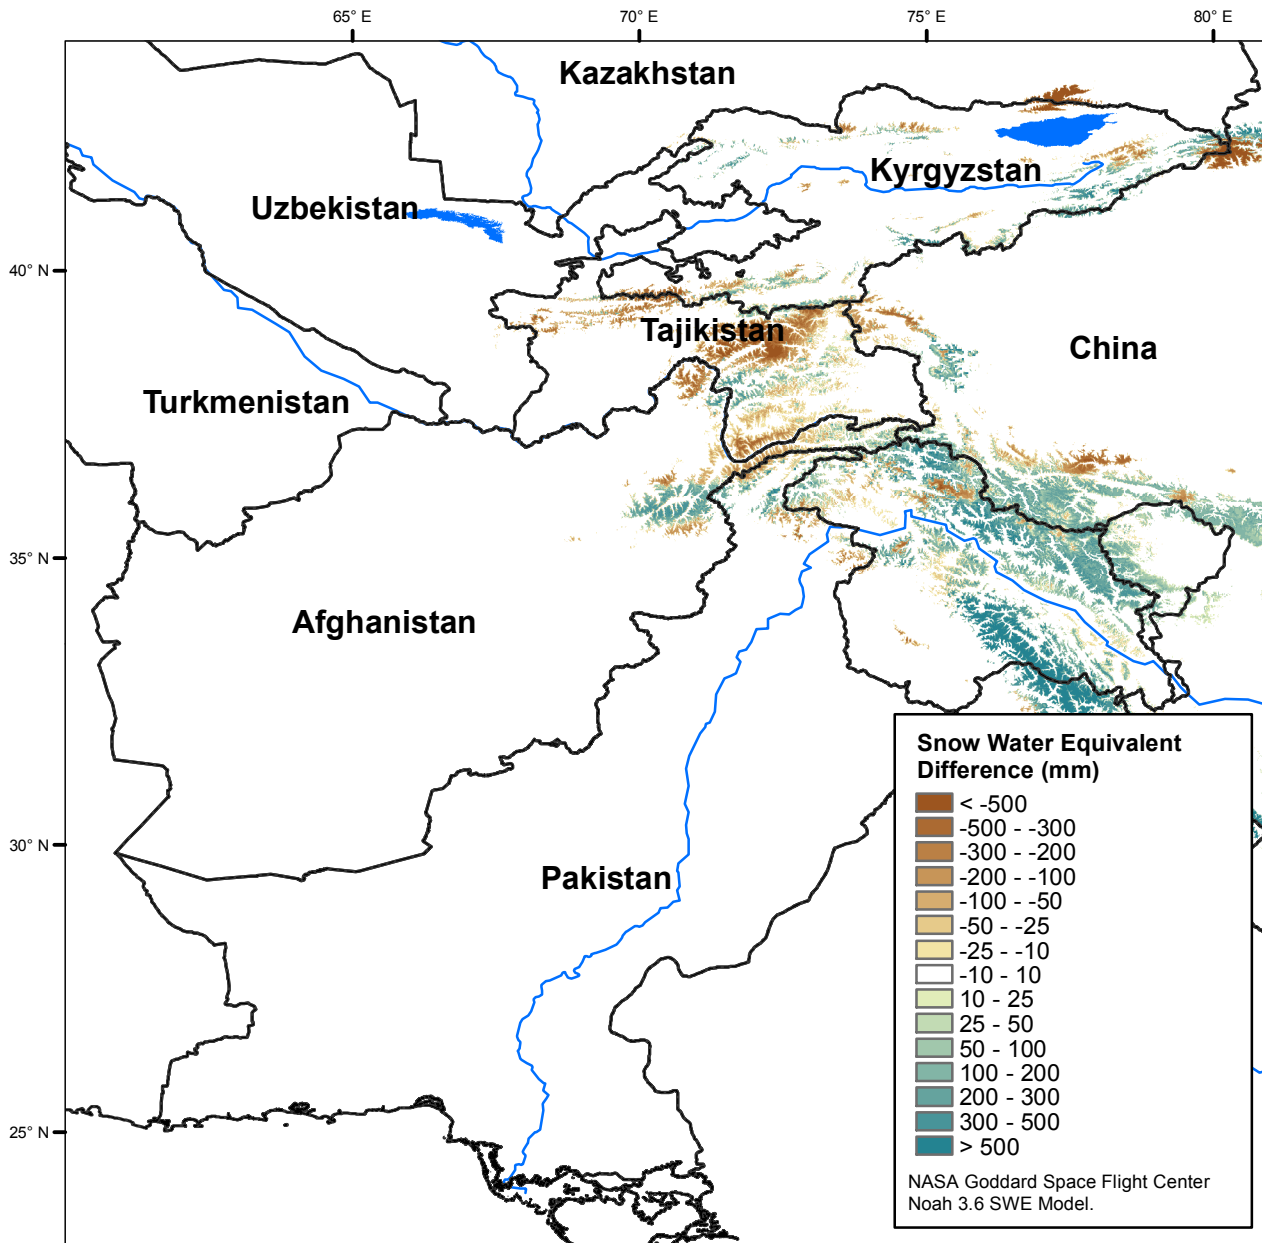 65° E
70° E
75° E
80° E
Kazakhstan
Kyrgyzstan
Uzbekistan
40° N
Tajikistan
China
Turkmenistan
35° N
Afghanistan
30° N
Pakistan
25° N
Snow Water Equivalent
Difference (mm)
< -500
-500 - -300
-300 - -200
-200 - -100
-100 - -50
-50 - -25
-25 - -10
-10 - 10
10 - 25
25 - 50
50 - 100
100 - 200
200 - 300
300 - 500
> 500
NASA Goddard Space Flight Center
Noah 3.6 SWE Model.